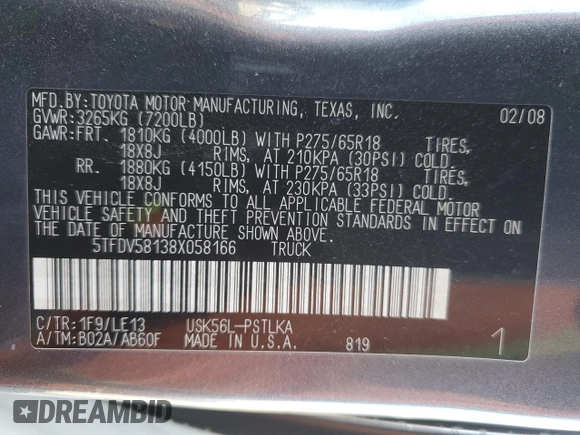 MFD.BY:TOYOTA MOTOR MANUFACTURING, TEXAS, INC. 02/08
GVWR:3265KG (7200LB)
GAWR:FRT. 1810KG (4000LB) WITH P275/65R18 TIRES,
18X8J RIMS, AT 210KPA (30PSI) COLD.
RR. 1880KG (4150LB) WITH P275/65R18 TIRES,
18X8J RIMS, AT 230KPA (33PSI) COLD.
THIS VEHICLE CONFORMS TO ALL APPLICABLE FEDERAL MOTOR
VEHICLE SAFETY AND THEFT PREVENTION STANDARDS IN EFFECT ON
THE DATE OF MANUFACTURE SHOWN ABOVE.
5TFDV58138X058166 TRUCK
C/TR:1F9/LE13 USK56L-PSTLKA
A/TM:B02A/AB60F MADE IN U.S.A. 819 1
DREAMBID